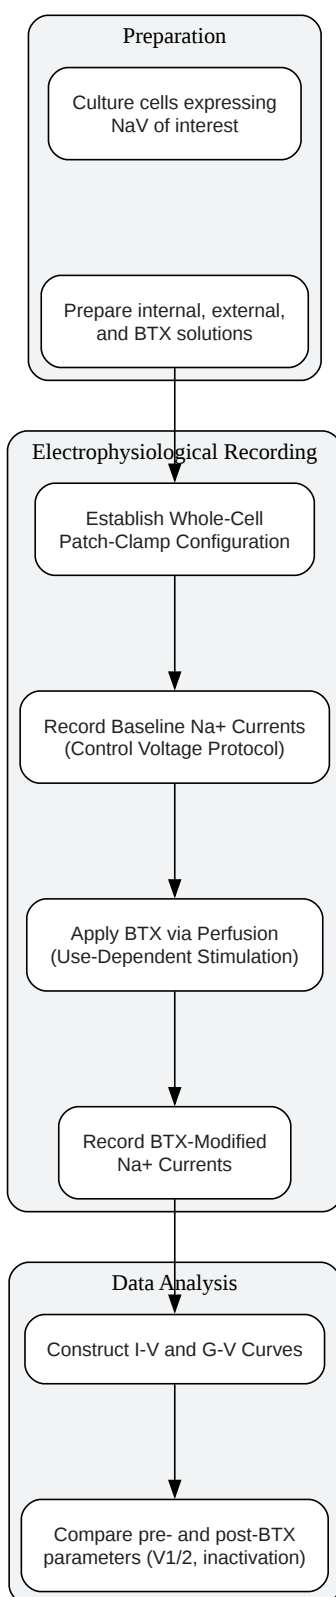 Preparation
Culture cells expressing
NaV of interest
Prepare internal, external,
and BTX solutions
Electrophysiological Recording
Establish Whole-Cell
Patch-Clamp Configuration
Record Baseline Na+ Currents
(Control Voltage Protocol)
Apply BTX via Perfusion
(Use-Dependent Stimulation)
Record BTX-Modified
Na+ Currents
Data Analysis
Construct I-V and G-V Curves
Compare pre- and post-BTX
parameters (V1/2, inactivation)